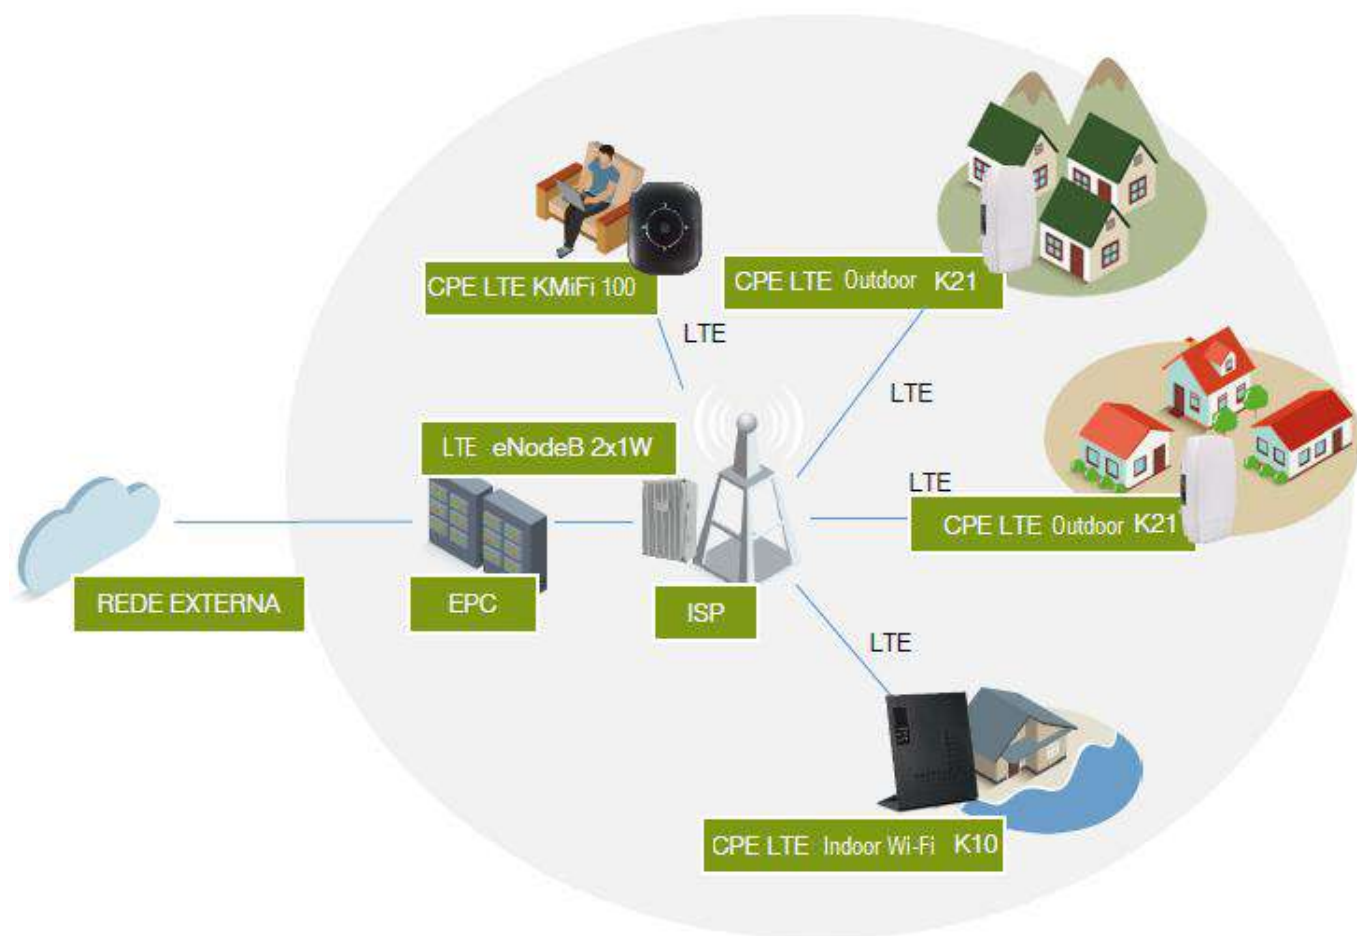 CPE LTE KMiFi 100
CPE LTE Outdoor K21
LTE
LTE
LTE eNodeB 2x1W
LTE
CPE LTE Outdoor K21
REDE EXTERNA
EPC
ISP
LTE
CPE LTE Indoor Wi-Fi K10